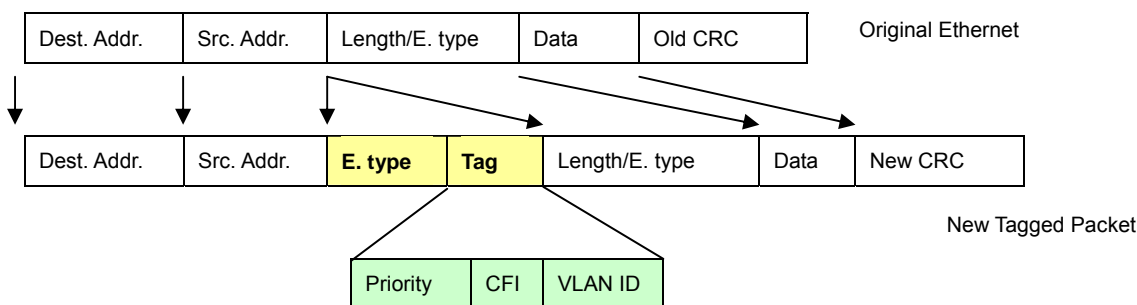 Dest. Addr. Src. Addr. Length/E. type Data Old CRC Original Ethernet
Dest. Addr. Src. Addr. E. type Tag Length/E. type Data New CRC
New Tagged Packet
Priority CFI VLAN ID